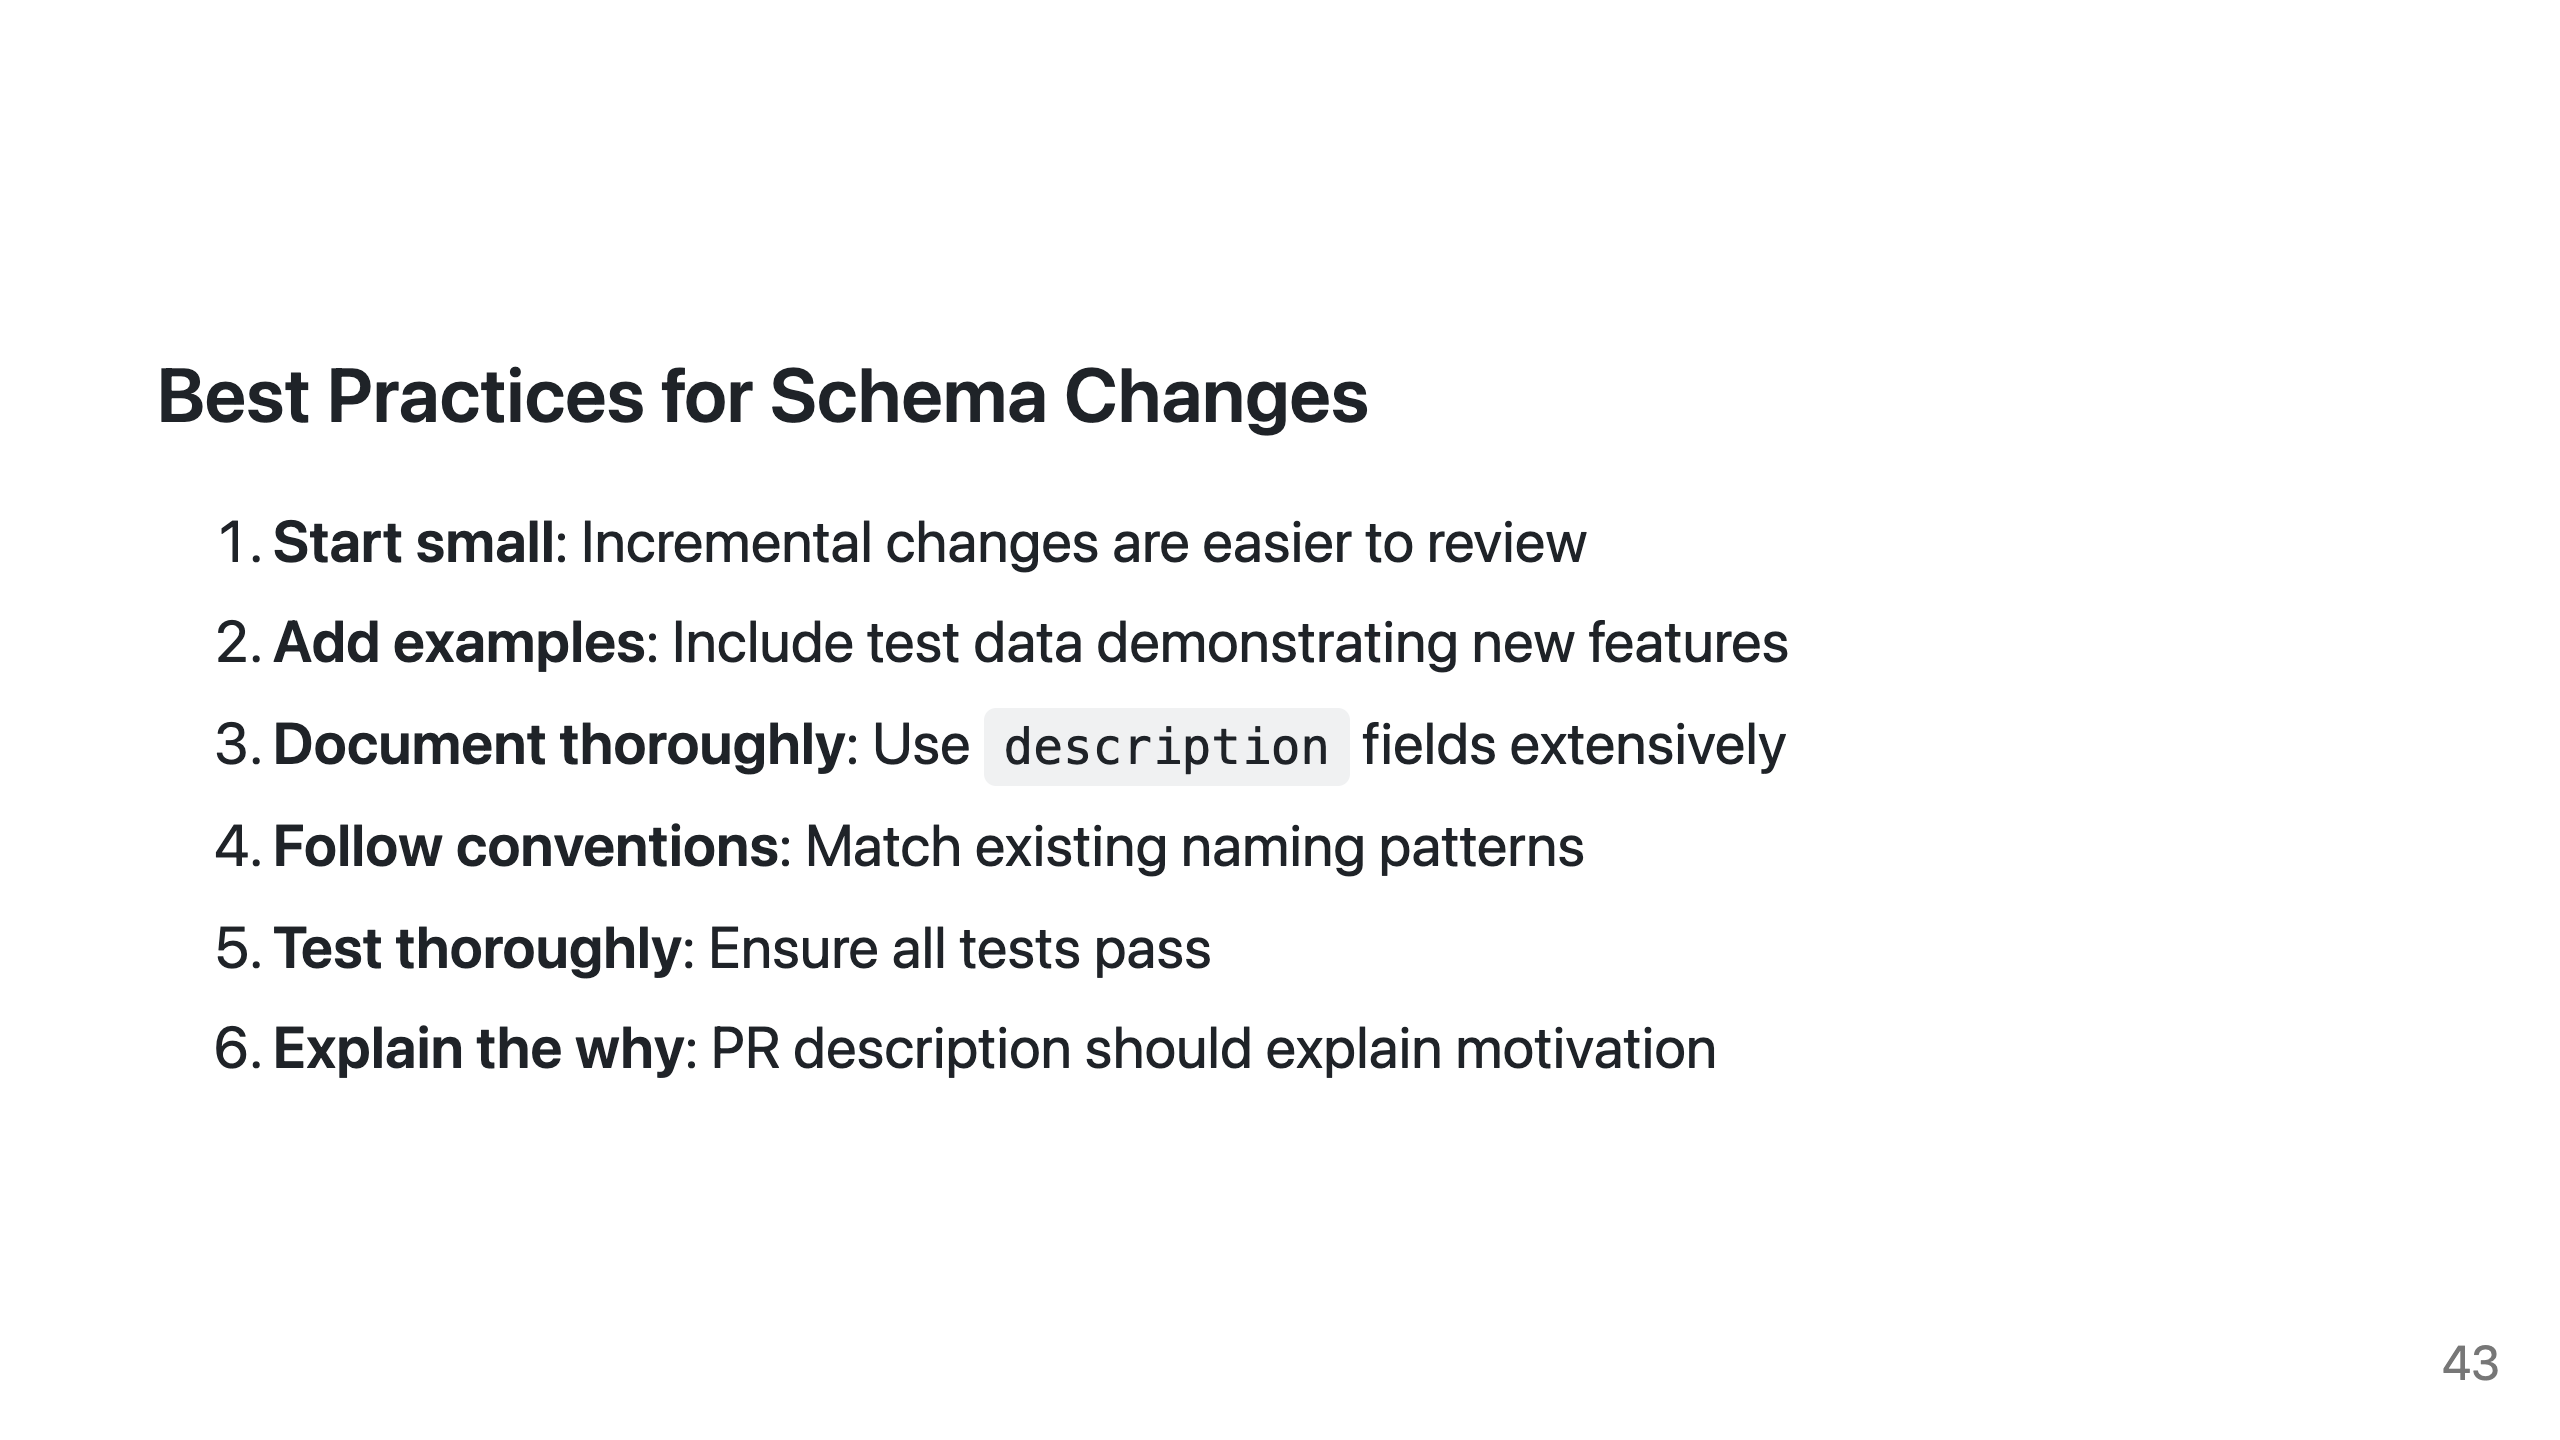 Best Practices for Schema Changes
1. Start small: Incremental changes are easier to review
2. Add examples: Include test data demonstrating new features
3. Document thoroughly: Use description fields extensively
4. Follow conventions: Match existing naming patterns
5. Test thoroughly: Ensure all tests pass
6. Explain the why: PR description should explain motivation
43